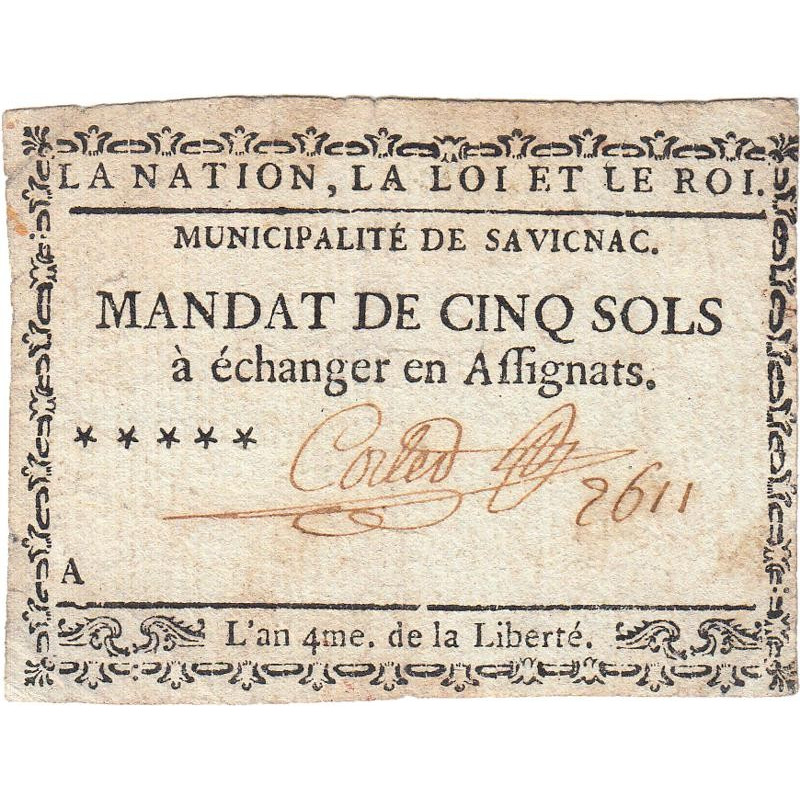 LA NATION, LA LOI ET LE ROI.
MUNICIPALITÉ DE SAVICNAC.
MANDAT DE CINQ SOLS
à échanger en Aſſignats.
* * * * *
2611
A
L'an 4me. de la Liberté.